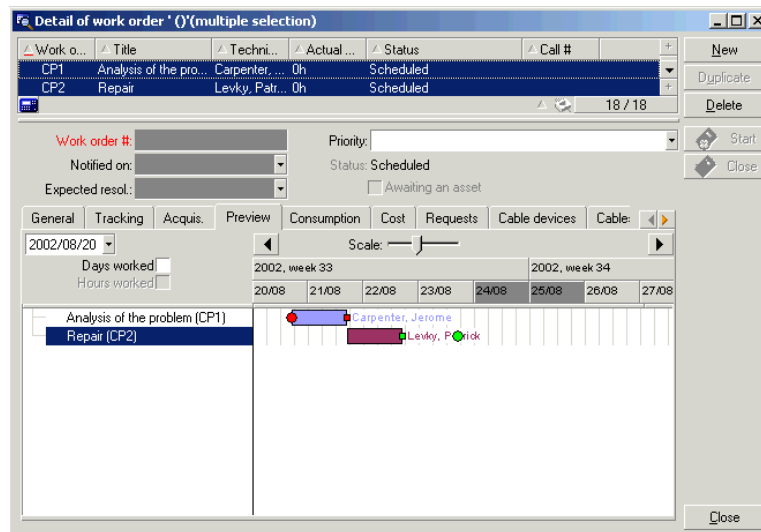 Detail of work order ' ()'(multiple selection)
Work o... Title Techni... Actual ... Status Call #
CP1 Analysis of the pro... Carpenter, ... 0h Scheduled
CP2 Repair Levky, Patr... 0h Scheduled
18 / 18
New
Duplicate
Delete
Start
Close
Work order #: Priority:
Notified on: Status: Scheduled
Expected resol.: Awaiting an asset
General Tracking Acquis. Preview Consumption Cost Requests Cable devices Cable
2002/08/20 Scale:
Days worked 2002, week 33 2002, week 34
Hours worked
20/08 21/08 22/08 23/08 24/08 25/08 26/08 27/08
Analysis of the problem (CP1) Carpenter, Jerome
Repair (CP2) Levky, Patrick
Close